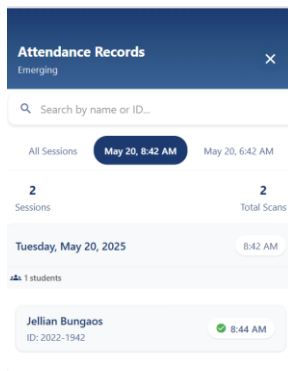 Attendance Records
Emerging
Search by name or ID...
All Sessions May 20, 8:42 AM May 20, 6:42 AM
2 2
Sessions Total Scans
Tuesday, May 20, 2025 8:42 AM
1 students
Jellian Bungaos
ID: 2022-1942
8:44 AM